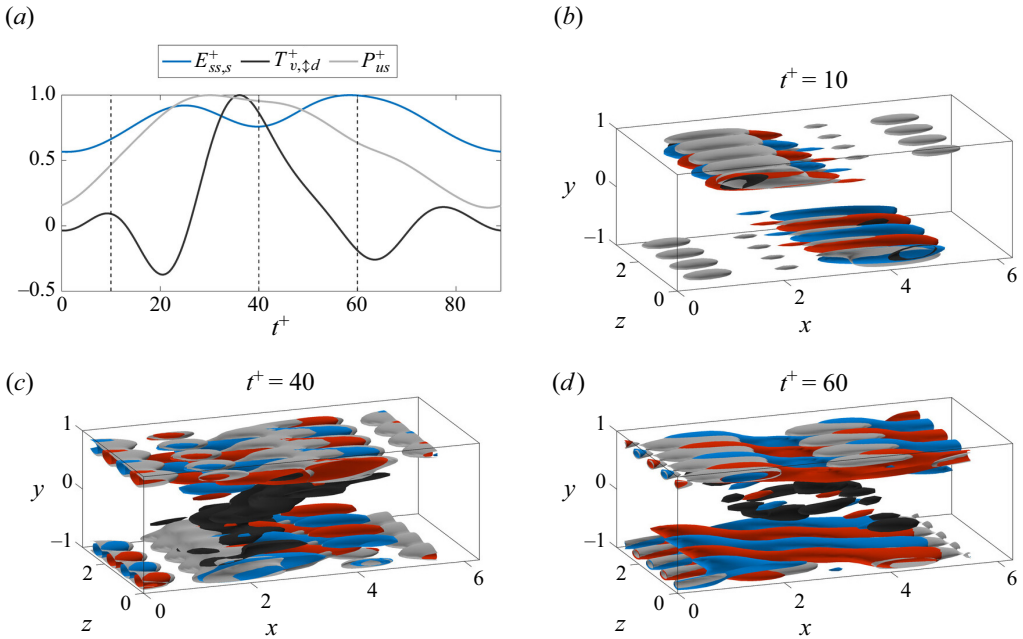 (a)
E⁺ss,s T⁺v,↕d P⁺us
1.0
0.5
0
−0.5
0 20 40 60 80
t⁺
(b)
t⁺ = 10
1
y 0
−1
2
z 0 0 2 4 6
x
(c)
t⁺ = 40
1
y 0
−1
2
z 0 0 2 4 6
x
(d)
t⁺ = 60
1
y 0
−1
2
z 0 0 2 4 6
x